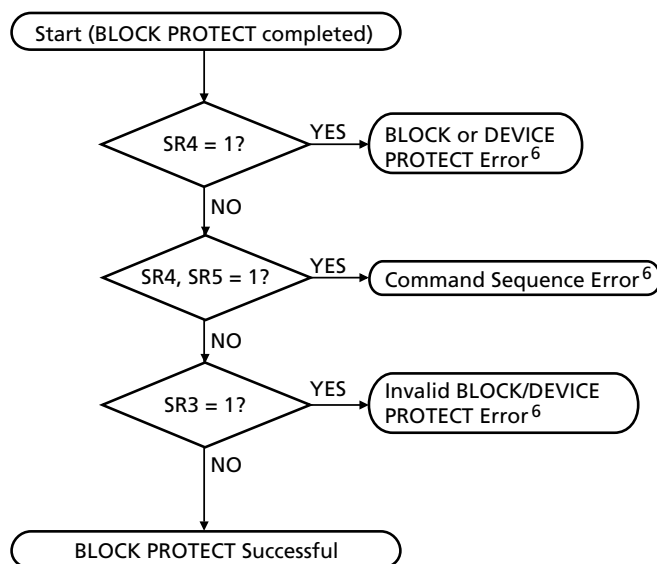 Start (BLOCK PROTECT completed)
SR4 = 1?
YES
BLOCK or DEVICE
PROTECT Error6
NO
SR4, SR5 = 1?
YES
Command Sequence Error6
NO
SR3 = 1?
YES
Invalid BLOCK/DEVICE
PROTECT Error6
NO
BLOCK PROTECT Successful